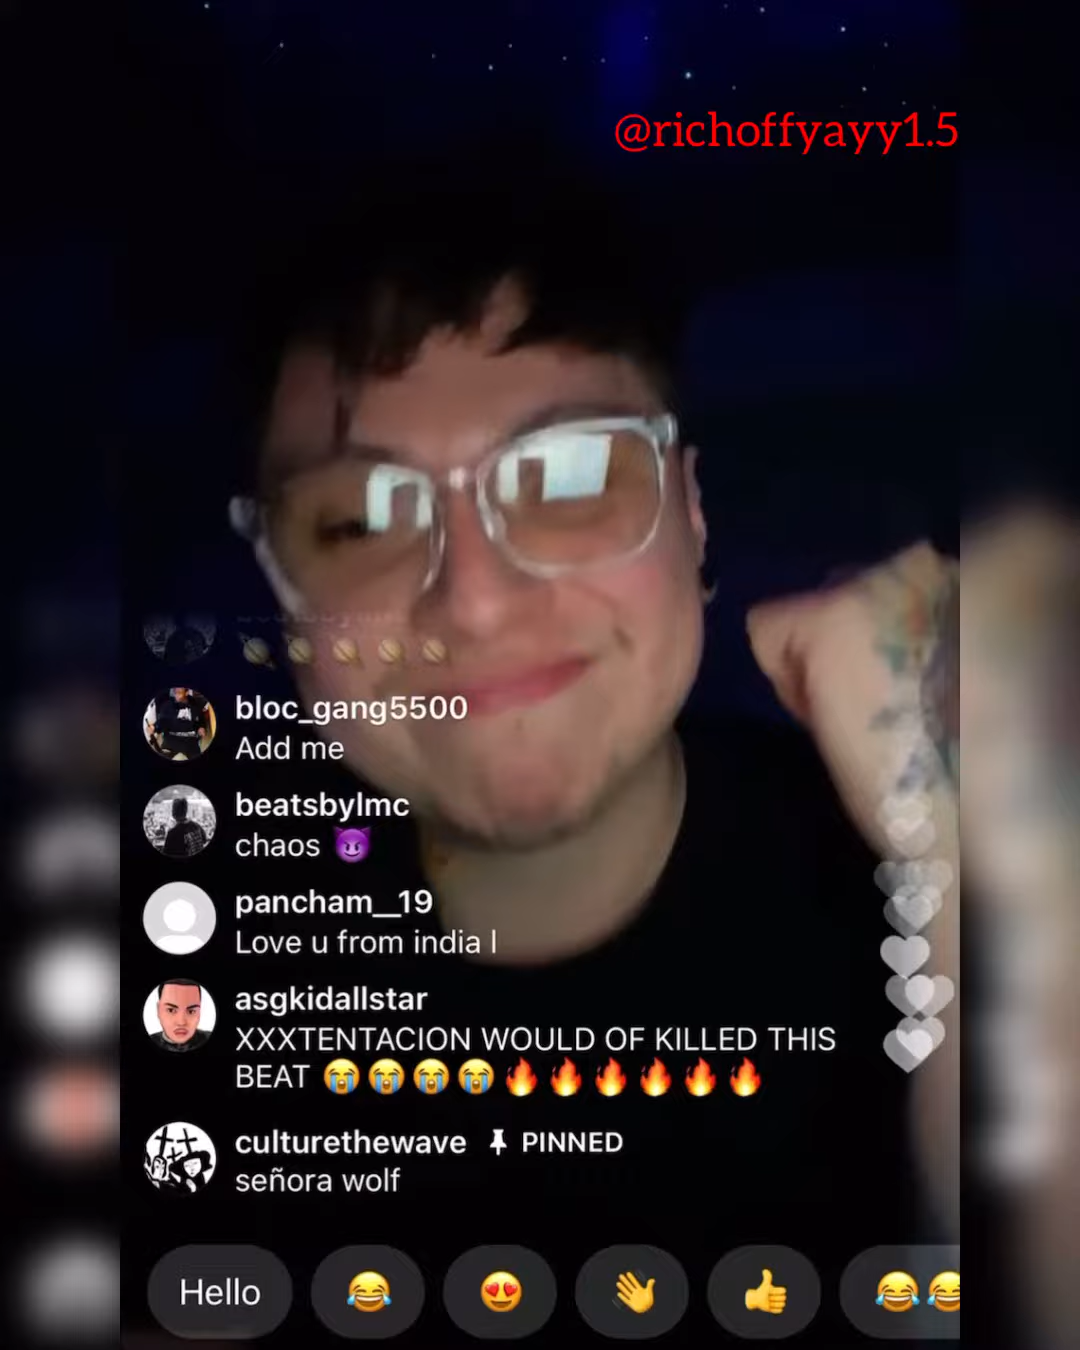 @richoffyayy1.5
bloc_gang5500
Add me
beatsbylmc
chaos 😈
pancham__19
Love u from india l
asgkidallstar
XXXTENTACION WOULD OF KILLED THIS
BEAT 😭😭😭😭🔥🔥🔥🔥🔥🔥
culturethewave PINNED
señora wolf
Hello